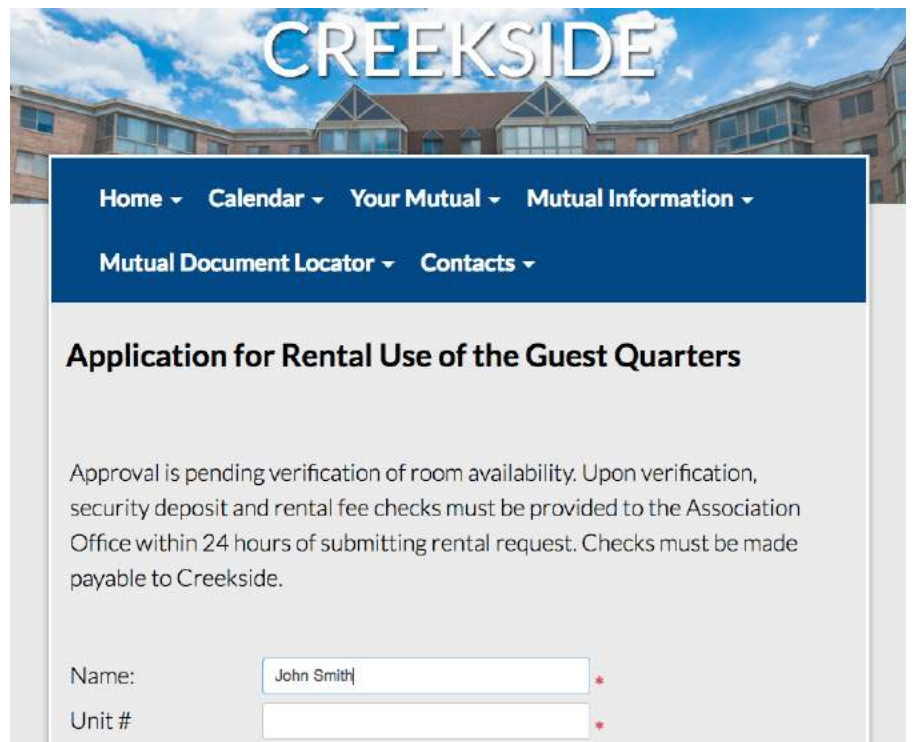 CREEKSIDE
Home Calendar Your Mutual Mutual Information
Mutual Document Locator Contacts
Application for Rental Use of the Guest Quarters
Approval is pending verification of room availability. Upon verification,
security deposit and rental fee checks must be provided to the Association
Office within 24 hours of submitting rental request. Checks must be made
payable to Creekside.
Name: John Smith *
Unit # *